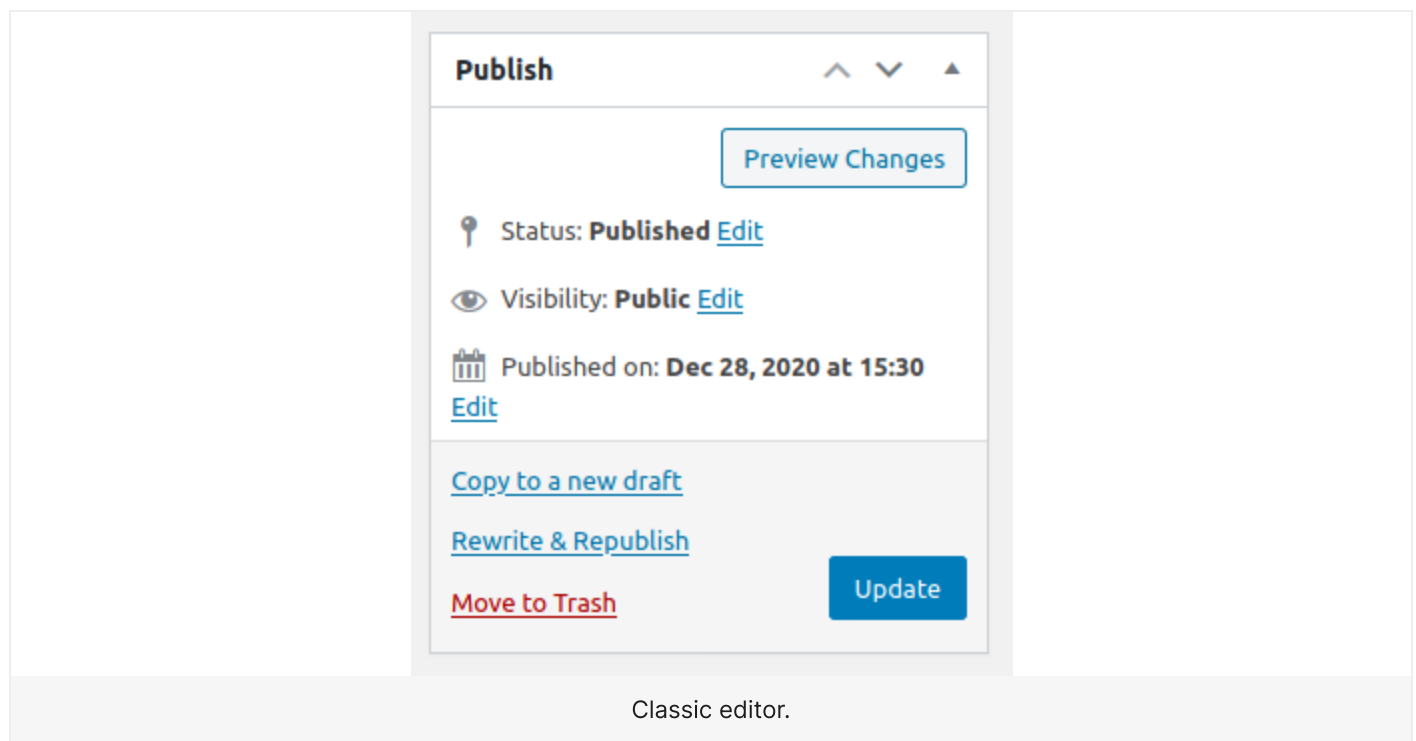 Publish
Preview Changes
Status: Published Edit
Visibility: Public Edit
Published on: Dec 28, 2020 at 15:30
Edit
Copy to a new draft
Rewrite & Republish
Move to Trash
Update
Classic editor.